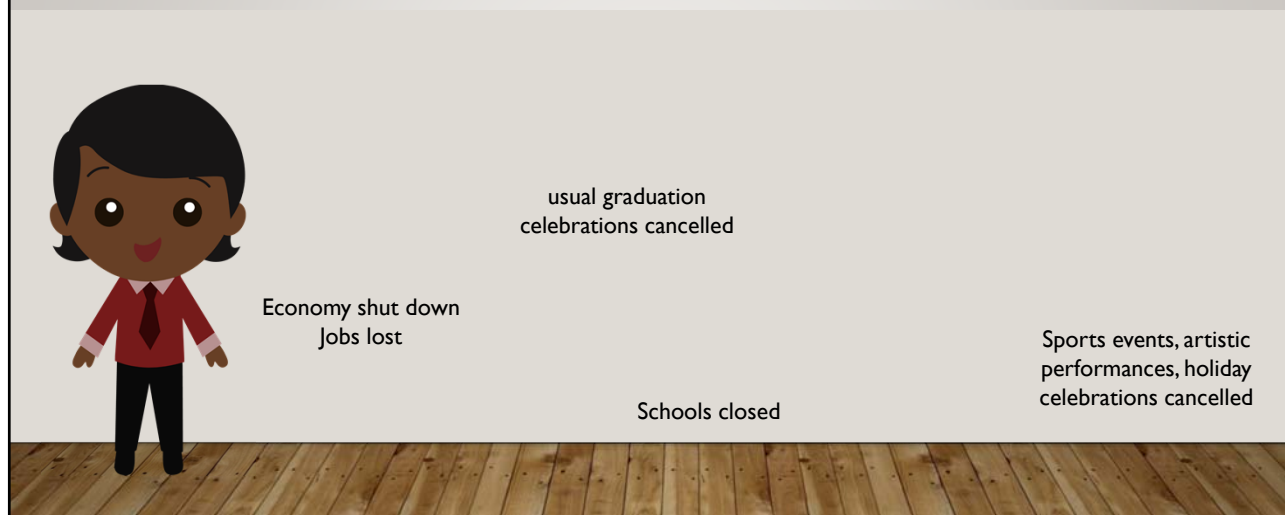 usual graduation
celebrations cancelled
Economy shut down
Jobs lost
Sports events, artistic
performances, holiday
celebrations cancelled
Schools closed